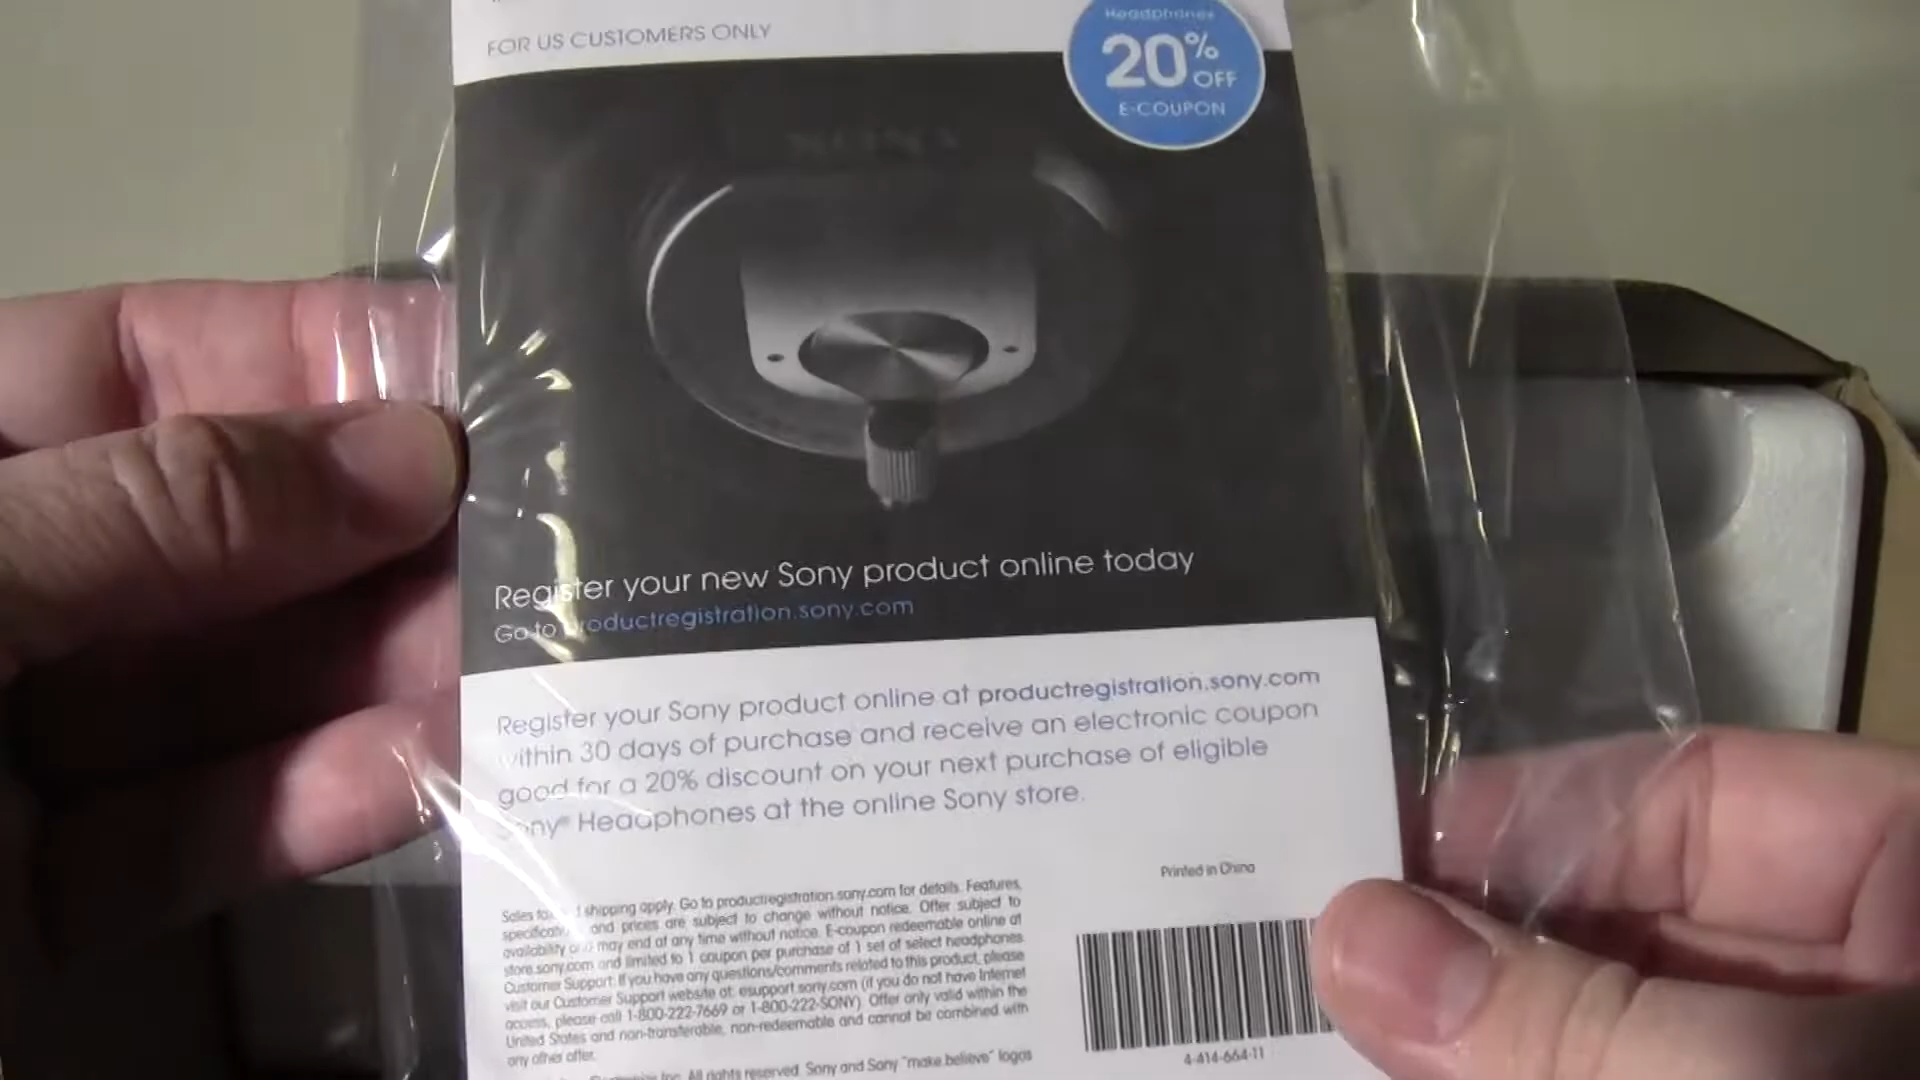 FOR US CUSTOMERS ONLY
Headphones
20% OFF
E-COUPON
Register your new Sony product online today
Go to productregistration.sony.com
Register your Sony product online at productregistration.sony.com
within 30 days of purchase and receive an electronic coupon
good for a 20% discount on your next purchase of eligible
Sony® Headphones at the online Sony store.
Printed in China
Sales tax shipping apply. Go to productregistration.sony.com for details. Features,
and prices are subject to change without notice. Offer subject to
availability and may end at any time without notice. E-coupon redeemable online at
store.sony.com and limited to 1 coupon per purchase of 1 set of select headphones.
Customer Support: If you have any questions/comments related to this product, please
visit our Customer Support website at: esupport.sony.com (if you do not have Internet
access, please call 1-800-222-7669 or 1-800-222-SONY). Offer only valid within the
United States and non-transferable, non-redeemable and cannot be combined with
any other offer.
Inc. All rights reserved. Sony and Sony "make.believe" logos
4-414-664-11